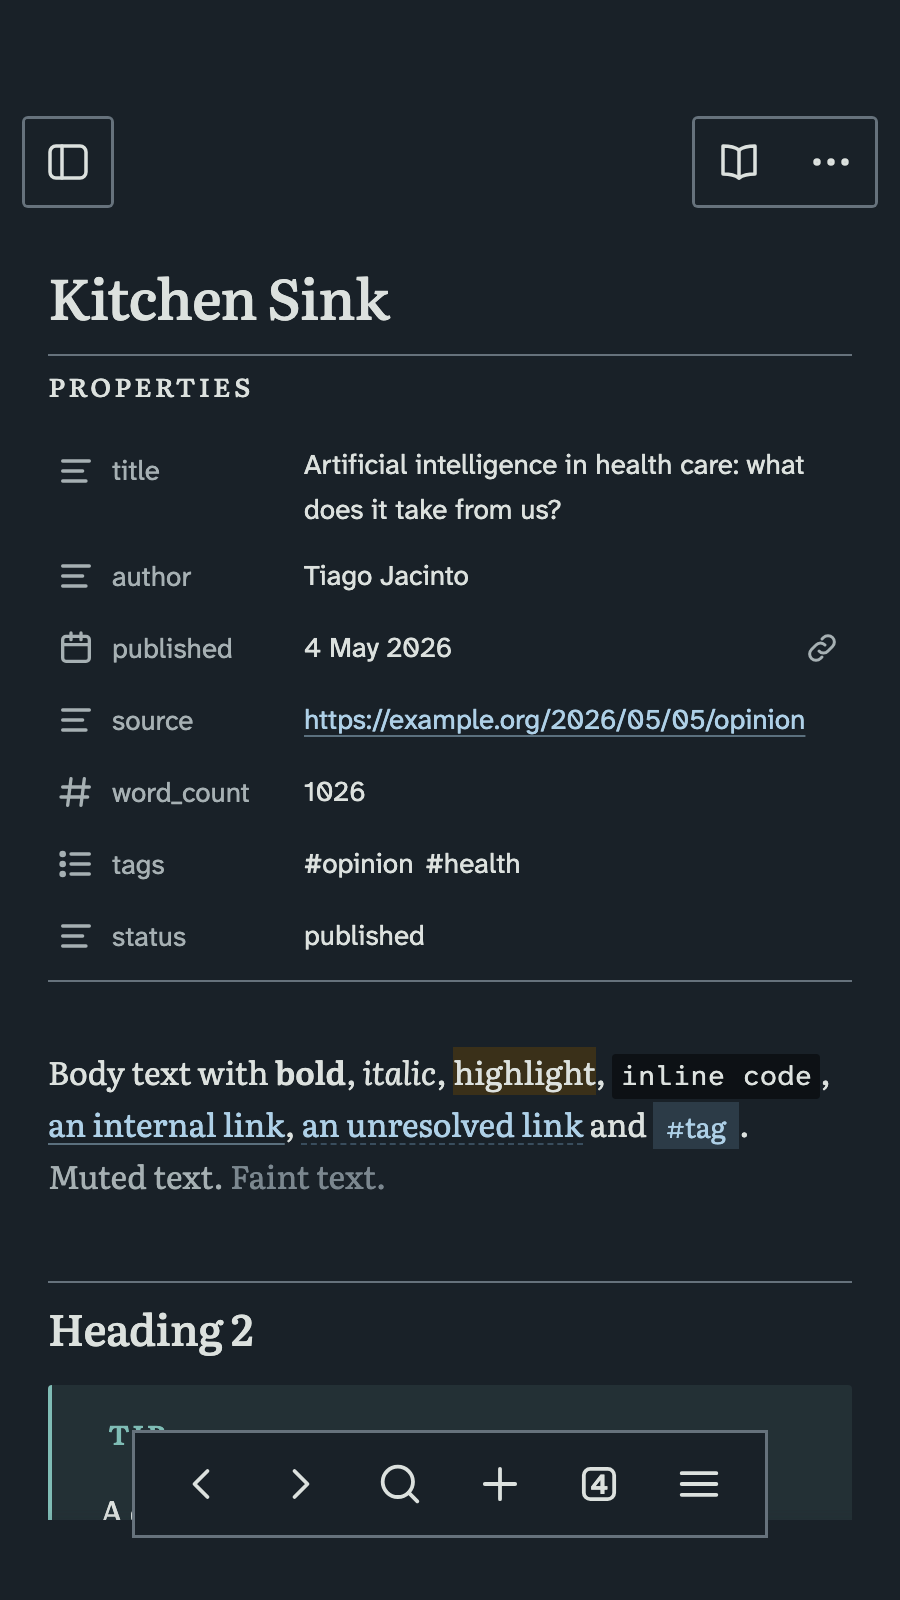 Kitchen Sink
PROPERTIES
title
Artificial intelligence in health care: what
does it take from us?
author
Tiago Jacinto
published
4 May 2026
source
https://example.org/2026/05/05/opinion
word_count
1026
tags
#opinion #health
status
published
Body text with bold, italic, highlight, inline code,
an internal link, an unresolved link and #tag.
Muted text. Faint text.
Heading 2
TIP
A
4